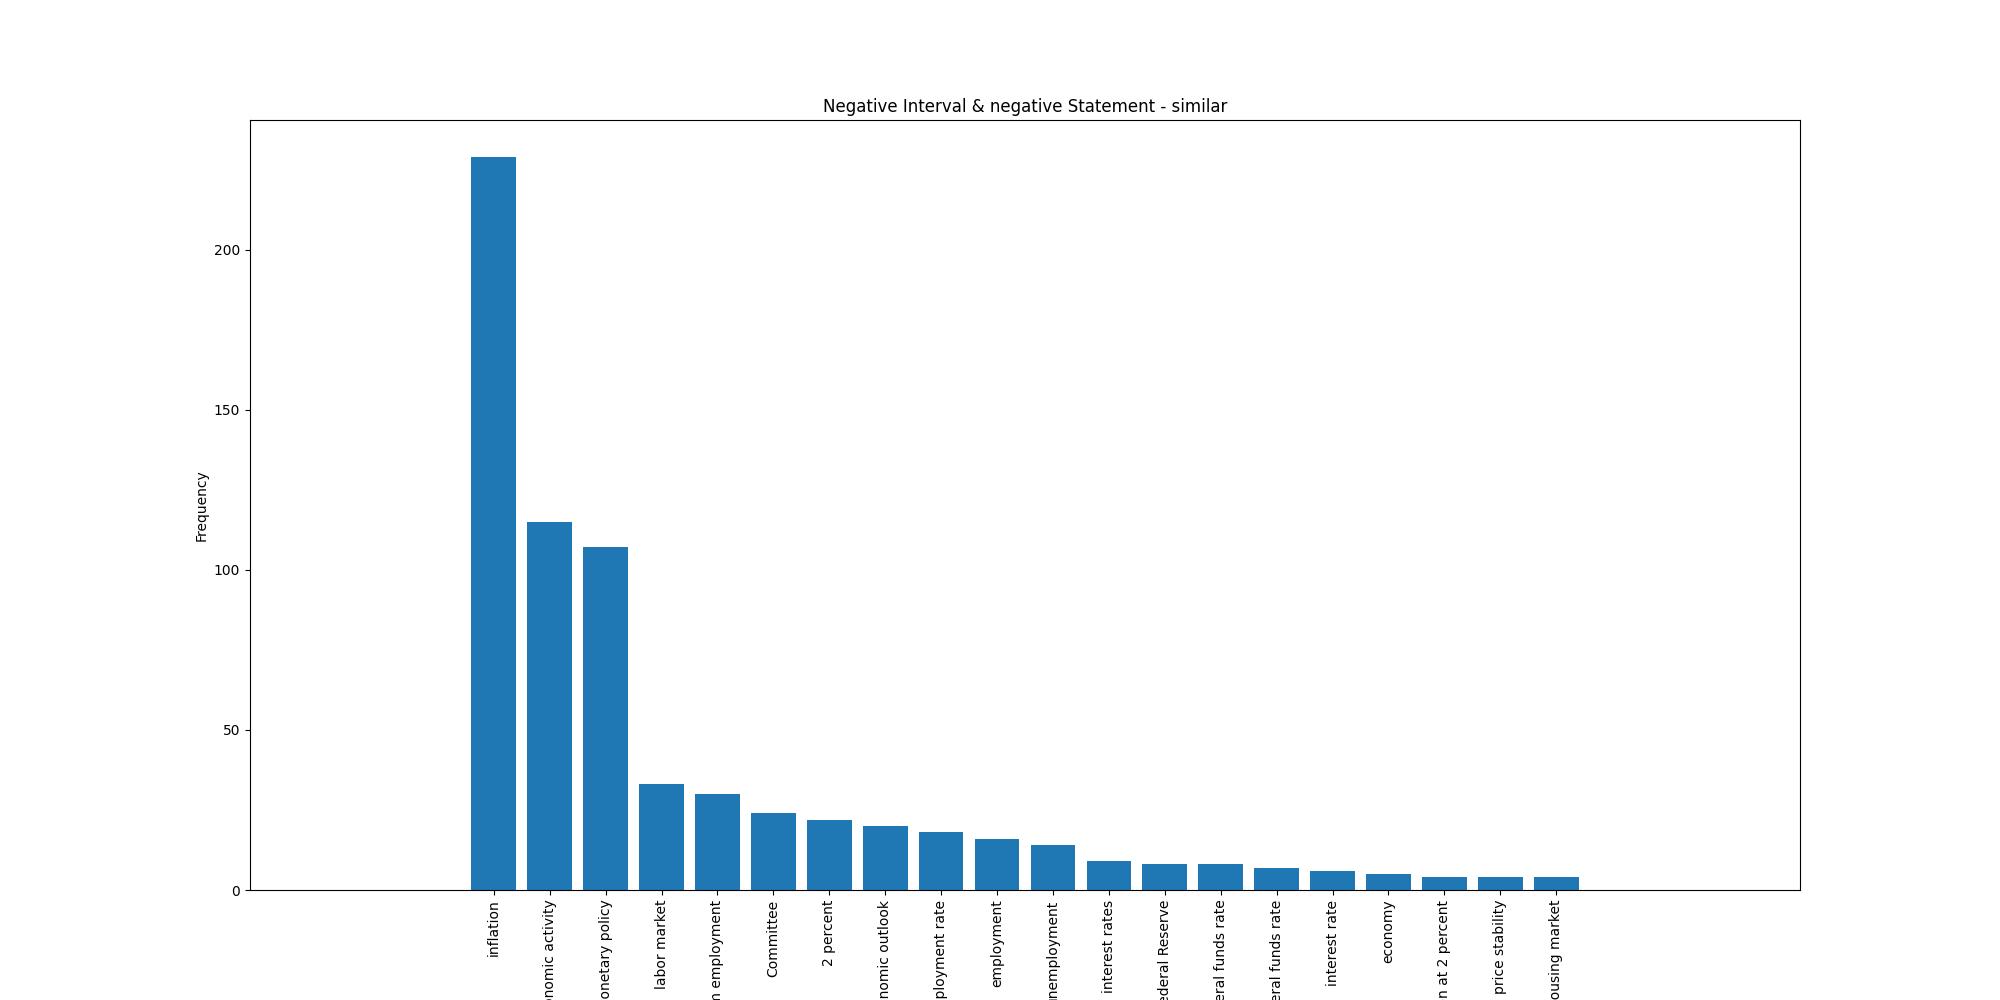 Negative Interval & negative Statement - similar
Frequency
200
150
100
50
0
inflation
nomic activity
onetary policy
labor market
employment
Committee
2 percent
nomic outlook
ployment rate
employment
nemployment
interest rates
ederal Reserve
eral funds rate
eral funds rate
interest rate
economy
n at 2 percent
price stability
ousing market